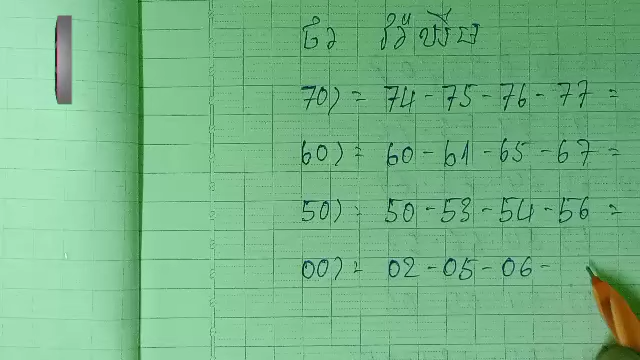 70) = 74 - 75 - 76 - 77 =
60) = 60 - 61 - 65 - 67 =
50) = 50 - 53 - 54 - 56 =
00) = 02 - 05 - 06 -